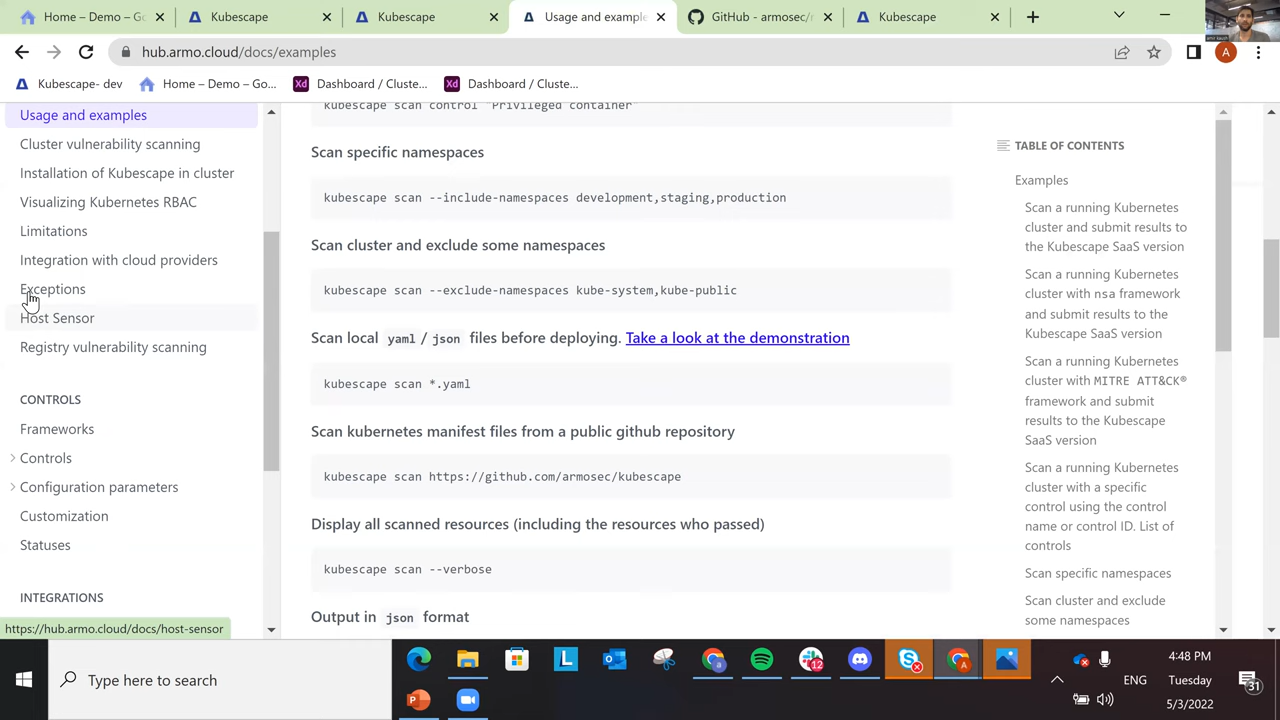 Home – Demo – Go...
Kubescape
Kubescape
Usage and example
GitHub - armosec/
Kubescape
hub.armo.cloud/docs/examples
A
Kubescape- dev
Home – Demo – Go...
Xd
Dashboard / Cluste...
Xd
Dashboard / Cluste...
Usage and examples
Cluster vulnerability scanning
Installation of Kubescape in cluster
Visualizing Kubernetes RBAC
Limitations
Integration with cloud providers
Exceptions
Host Sensor
Registry vulnerability scanning
CONTROLS
Frameworks
Controls
Configuration parameters
Customization
Statuses
INTEGRATIONS
https://hub.armo.cloud/docs/host-sensor
kubescape scan control "Privileged container"
Scan specific namespaces
kubescape scan --include-namespaces development,staging,production
Scan cluster and exclude some namespaces
kubescape scan --exclude-namespaces kube-system,kube-public
Scan local yaml / json files before deploying. Take a look at the demonstration
kubescape scan *.yaml
Scan kubernetes manifest files from a public github repository
kubescape scan https://github.com/armosec/kubescape
Display all scanned resources (including the resources who passed)
kubescape scan --verbose
Output in json format
TABLE OF CONTENTS
Examples
Scan a running Kubernetes
cluster and submit results to
the Kubescape SaaS version
Scan a running Kubernetes
cluster with nsa framework
and submit results to the
Kubescape SaaS version
Scan a running Kubernetes
cluster with MITRE ATT&CK®
framework and submit
results to the Kubescape
SaaS version
Scan a running Kubernetes
cluster with a specific
control using the control
name or control ID. List of
controls
Scan specific namespaces
Scan cluster and exclude
some namespaces
Type here to search
L
12
A
ENG
4:48 PM
Tuesday
5/3/2022
31